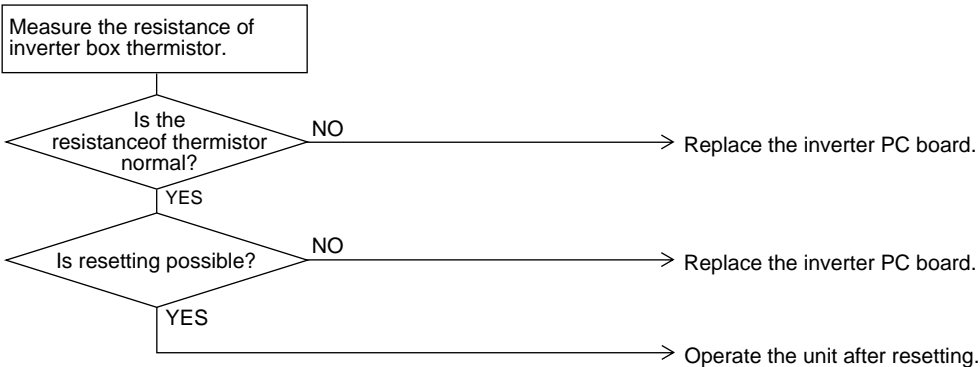 Measure the resistance of
inverter box thermistor.
Is the
resistanceof thermistor
normal?
NO
Replace the inverter PC board.
YES
Is resetting possible?
NO
Replace the inverter PC board.
YES
Operate the unit after resetting.